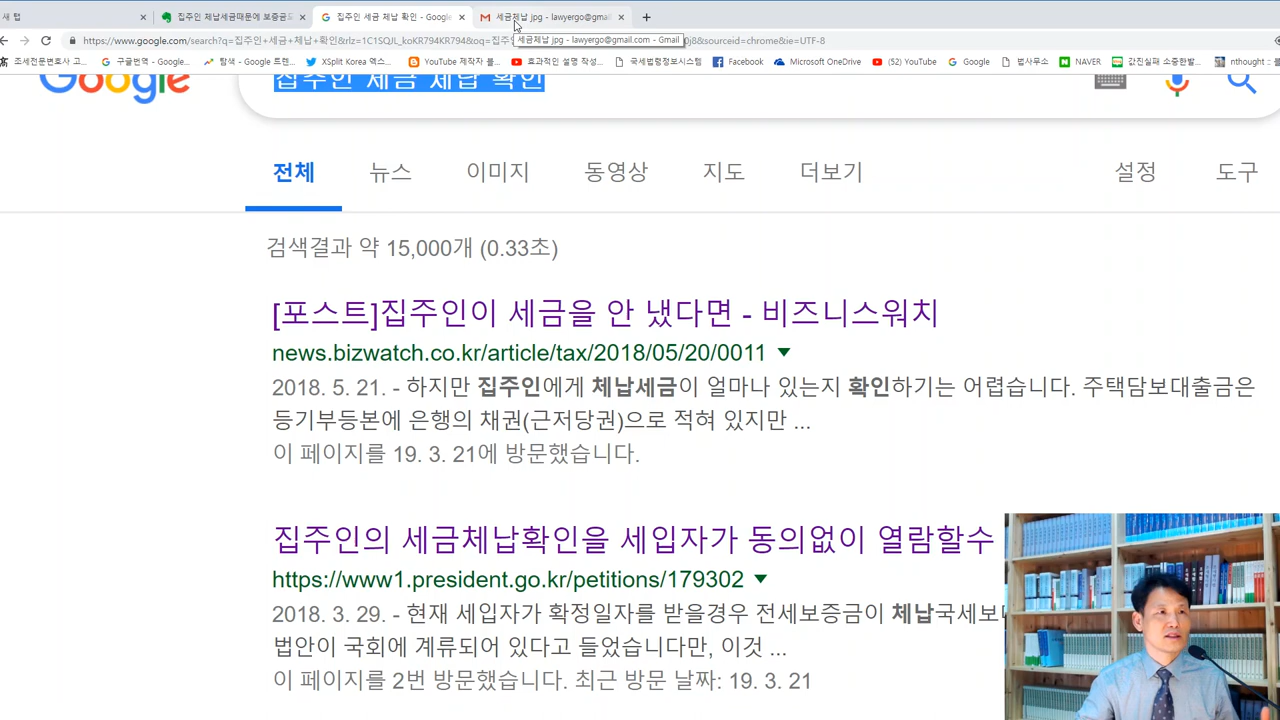 새 탭
집주인 체납세금때문에 보증금
집주인 세금 체납 확인 - Google
세금체납 jpg - lawyergo@gmail
https://www.google.com/search?q=집주인+세금+체납+확인&rlz=1C1SQJL_koKR794KR794&oq=집주
세금체납 jpg - lawyergo@gmail.com - Gmail
0j8&sourceid=chrome&ie=UTF-8
조세전문변호사 고...
구글번역 - Google...
탐색 - Google 트렌...
XSplit Korea 엑스...
YouTube 제작자 블...
효과적인 설명 작성...
국세법령정보시스템
Facebook
Microsoft OneDrive
(52) YouTube
Google
법사무소
NAVER
값진실패 소중한발...
nthought :: 블
Google
집주인 세금 체납 확인
전체 뉴스 이미지 동영상 지도 더보기 설정 도구
검색결과 약 15,000개 (0.33초)
[포스트]집주인이 세금을 안 냈다면 - 비즈니스워치
news.bizwatch.co.kr/article/tax/2018/05/20/0011
2018. 5. 21. - 하지만 집주인에게 체납세금이 얼마나 있는지 확인하기는 어렵습니다. 주택담보대출금은
등기부등본에 은행의 채권(근저당권)으로 적혀 있지만 ...
이 페이지를 19. 3. 21에 방문했습니다.
집주인의 세금체납확인을 세입자가 동의없이 열람할수
https://www1.president.go.kr/petitions/179302
2018. 3. 29. - 현재 세입자가 확정일자를 받을경우 전세보증금이 체납국세보
법안이 국회에 계류되어 있다고 들었습니다만, 이것 ...
이 페이지를 2번 방문했습니다. 최근 방문 날짜: 19. 3. 21